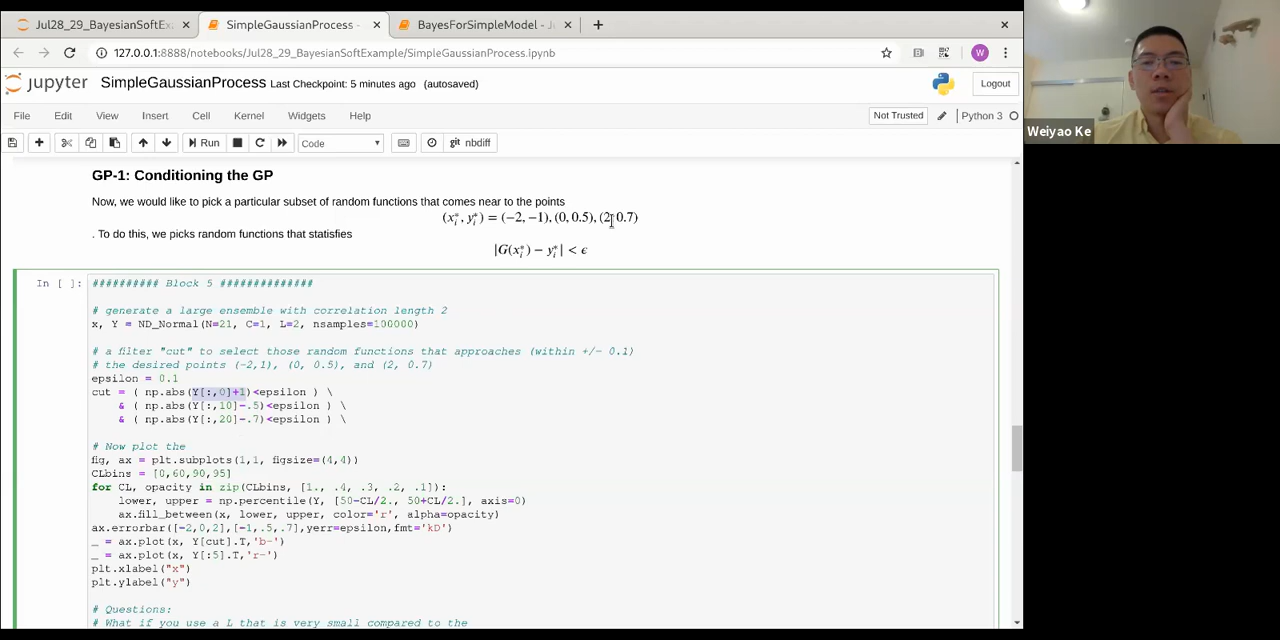 Jul28_29_BayesianSoftEx
SimpleGaussianProcess -
BayesForSimpleModel - J
127.0.0.1:8888/notebooks/Jul28_29_BayesianSoftExample/SimpleGaussianProcess.ipynb
W
jupyter SimpleGaussianProcess Last Checkpoint: 5 minutes ago (autosaved)
Logout
File Edit View Insert Cell Kernel Widgets Help
Not Trusted
Python 3
Run
Code
git nbdiff
GP-1: Conditioning the GP
Now, we would like to pick a particular subset of random functions that comes near to the points
(x_i^*, y_i^*) = (−2, −1), (0, 0.5), (2, 0.7)
. To do this, we picks random functions that statisfies
|G(x_i^*) − y_i^*| < ϵ
In [ ]:
########## Block 5 ##############
# generate a large ensemble with correlation length 2
x, Y = ND_Normal(N=21, C=1, L=2, nsamples=100000)
# a filter "cut" to select those random functions that approaches (within +/- 0.1)
# the desired points (-2,1), (0, 0.5), and (2, 0.7)
epsilon = 0.1
cut = ( np.abs(Y[:,0]+1)<epsilon ) \
& ( np.abs(Y[:,10]-.5)<epsilon ) \
& ( np.abs(Y[:,20]-.7)<epsilon ) \
# Now plot the
fig, ax = plt.subplots(1,1, figsize=(4,4))
CLbins = [0,60,90,95]
for CL, opacity in zip(CLbins, [1., .4, .3, .2, .1]):
lower, upper = np.percentile(Y, [50-CL/2., 50+CL/2.], axis=0)
ax.fill_between(x, lower, upper, color='r', alpha=opacity)
ax.errorbar([-2,0,2],[-1,.5,.7],yerr=epsilon,fmt='kD')
_ = ax.plot(x, Y[cut].T,'b-')
_ = ax.plot(x, Y[:5].T,'r-')
plt.xlabel("x")
plt.ylabel("y")
# Questions:
# What if you use a L that is very small compared to the
Weiyao Ke